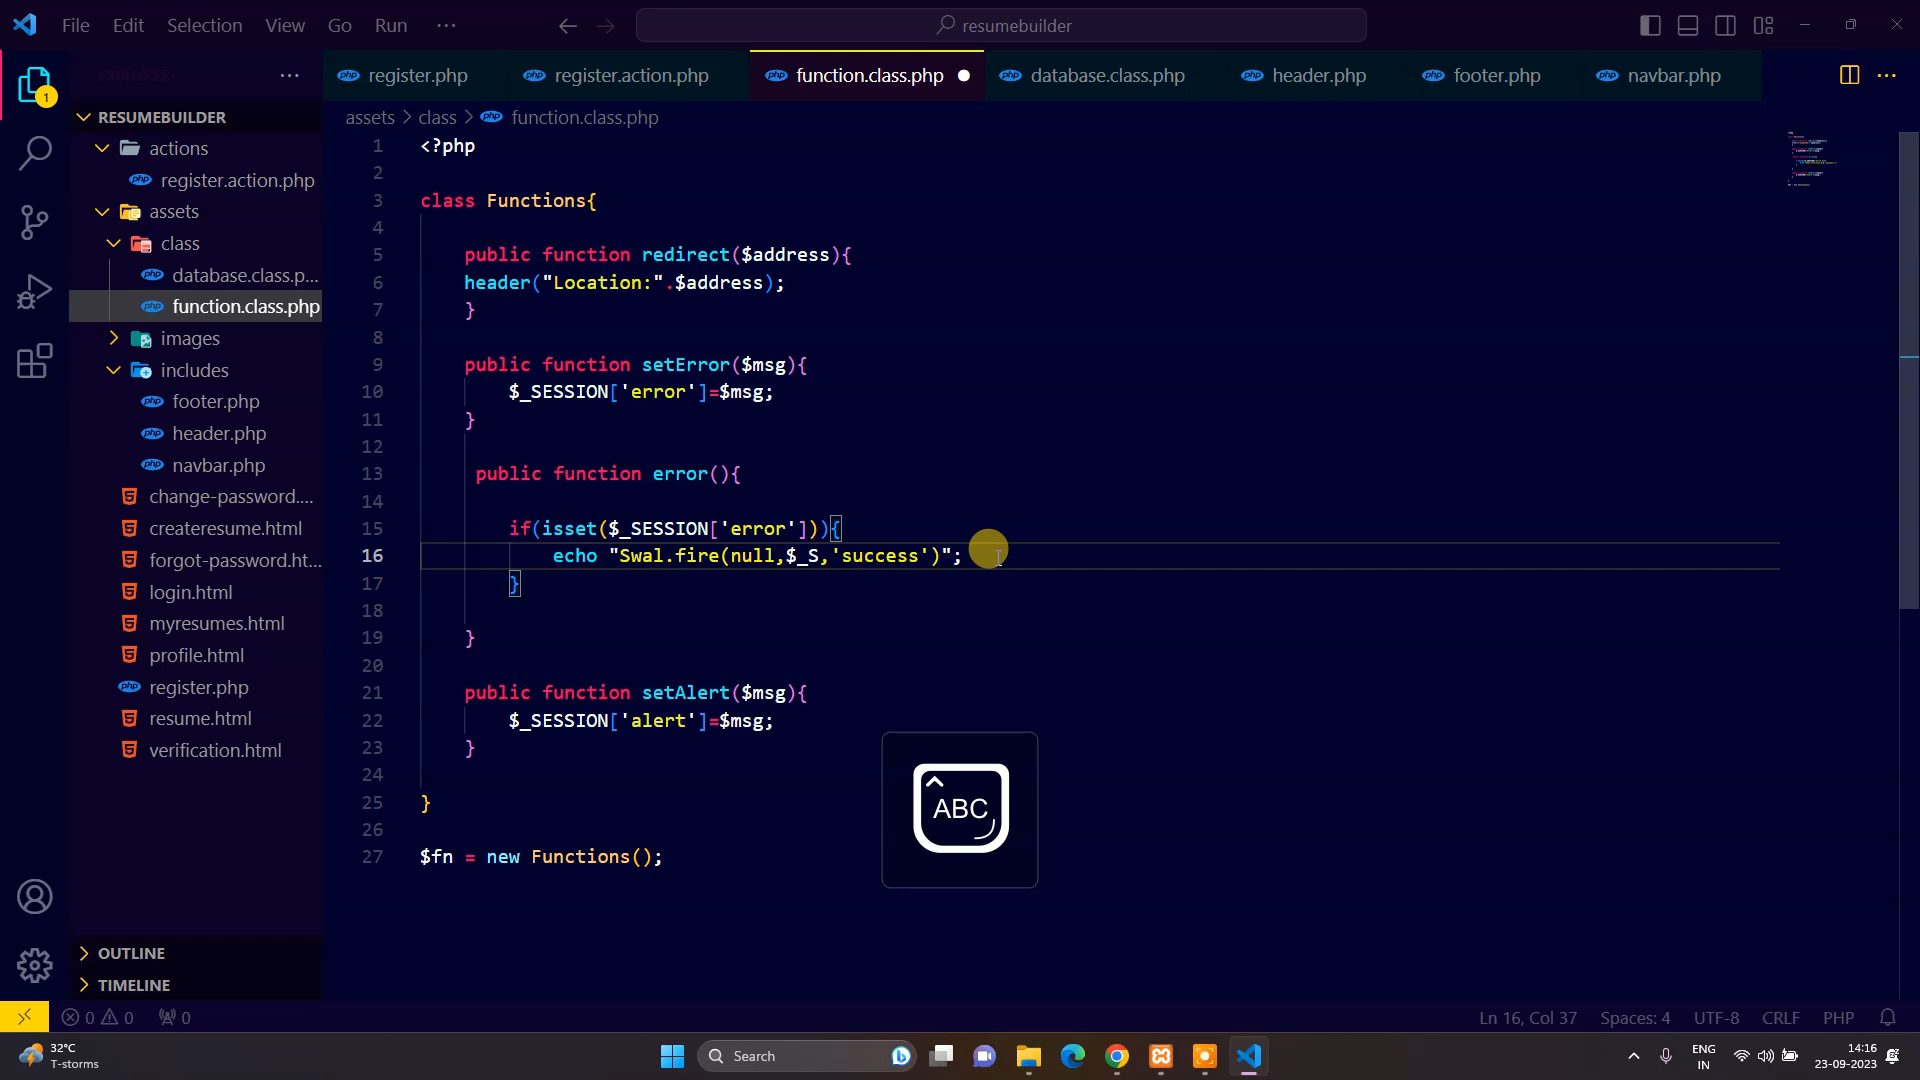 File Edit Selection View Go Run ···
resumebuilder
EXPLORER
register.php register.action.php function.class.php database.class.php header.php footer.php navbar.php
1
assets > class > function.class.php
RESUMEBUILDER
actions
register.action.php
assets
class
database.class.p...
function.class.php
images
includes
footer.php
header.php
navbar.php
change-password....
createresume.html
forgot-password.ht...
login.html
myresumes.html
profile.html
register.php
resume.html
verification.html
OUTLINE
TIMELINE
1 <?php
2
3 class Functions{
4
5 public function redirect($address){
6 header("Location:".$address);
7 }
8
9 public function setError($msg){
10 $_SESSION['error']=$msg;
11 }
12
13 public function error(){
14
15 if(isset($_SESSION['error'])){
16 echo "Swal.fire(null,$_S,'success')";
17 }
18
19 }
20
21 public function setAlert($msg){
22 $_SESSION['alert']=$msg;
23 }
24
25 }
26
27 $fn = new Functions();
ABC
0 0 0 Ln 16, Col 37 Spaces: 4 UTF-8 CRLF PHP
32°C
T-storms
Search
ENG
IN
14:16
23-09-2023